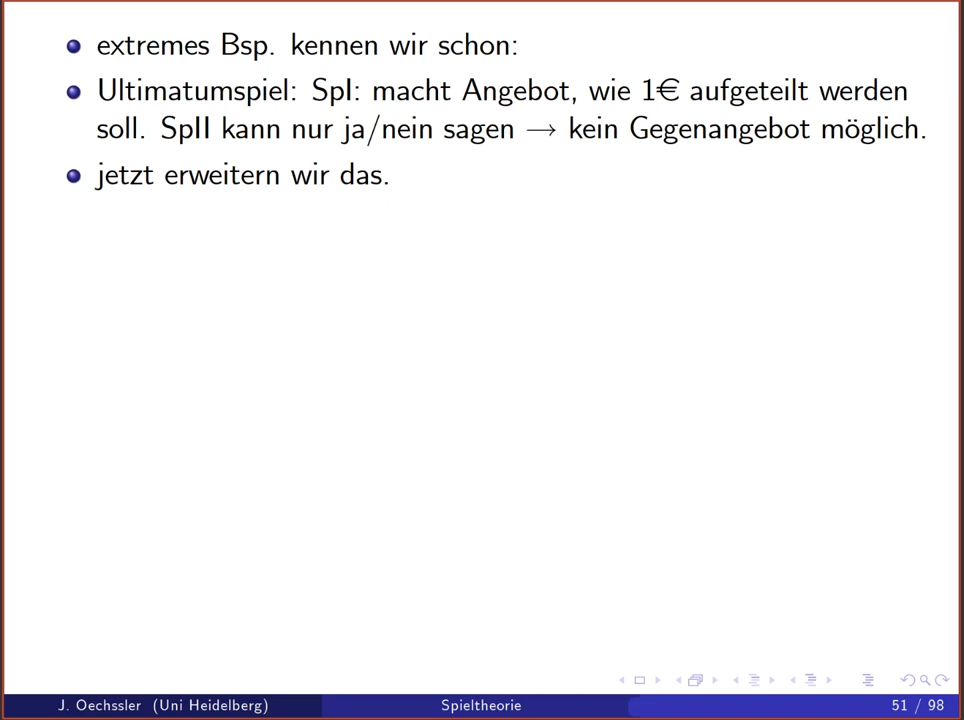 extremes Bsp. kennen wir schon:
Ultimatumspiel: SpI: macht Angebot, wie 1€ aufgeteilt werden
soll. SpII kann nur ja/nein sagen → kein Gegenangebot möglich.
jetzt erweitern wir das.
J. Oechssler (Uni Heidelberg) Spieltheorie 51 / 98